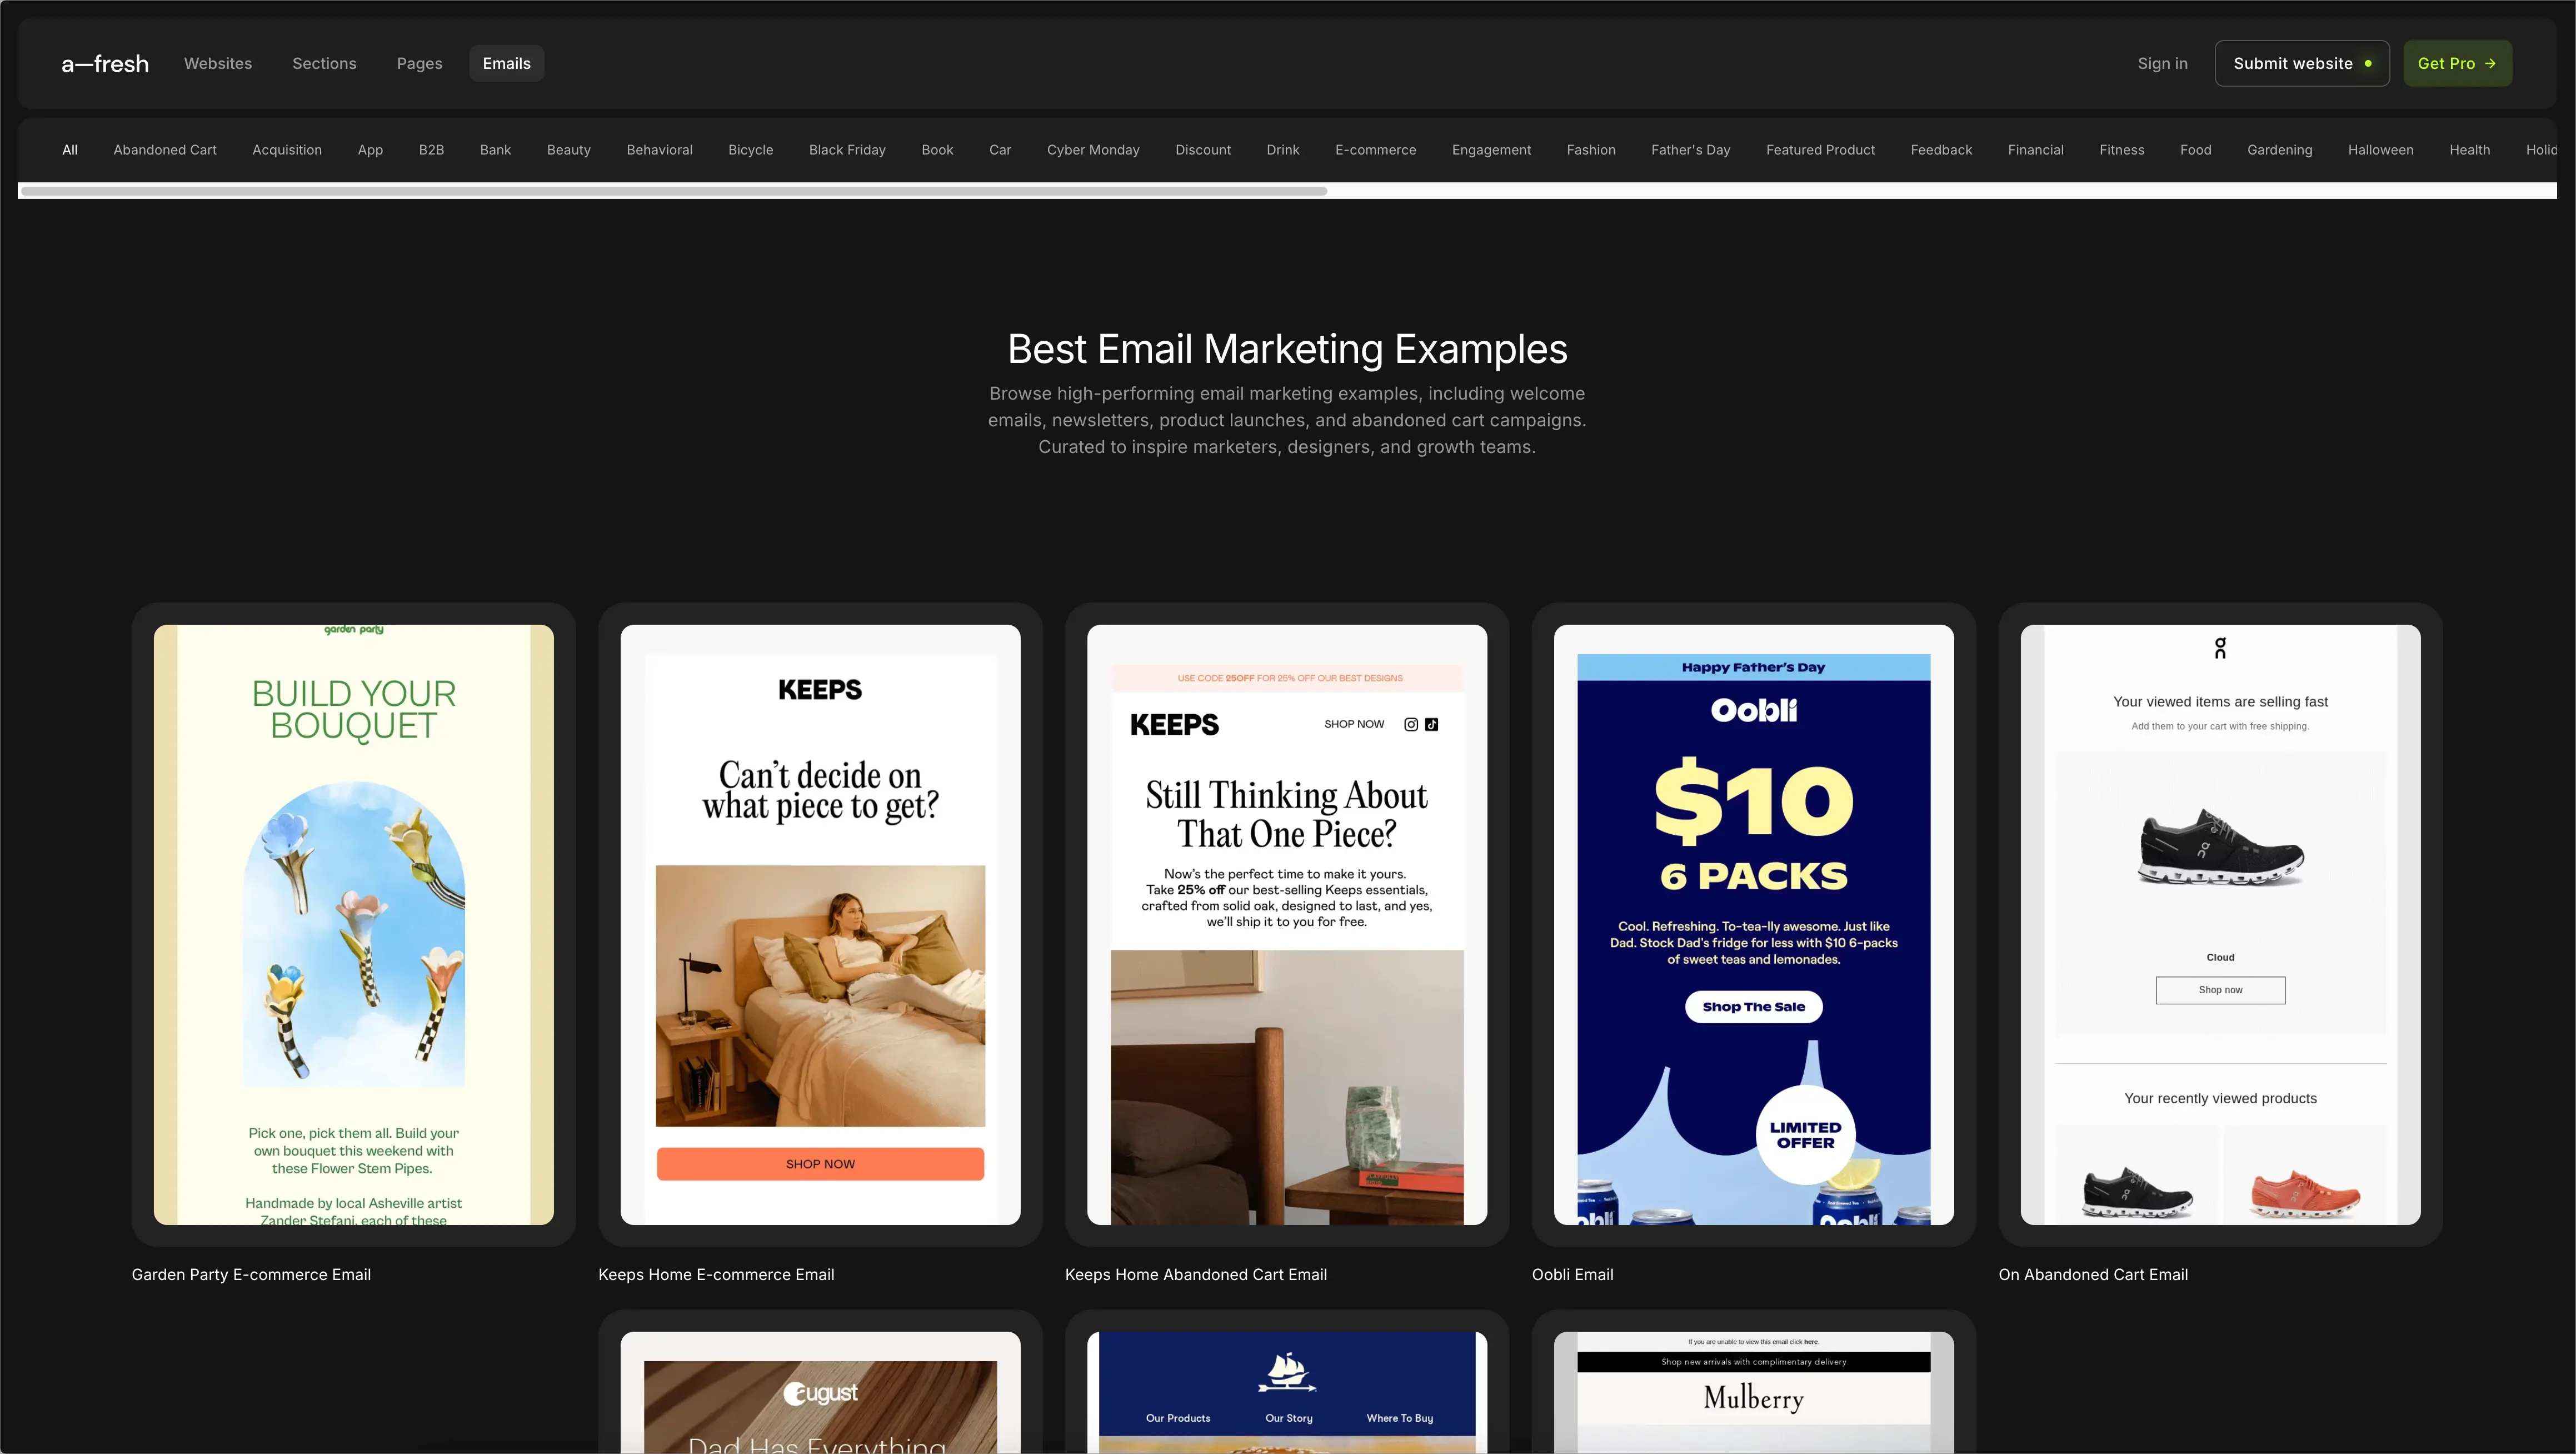 a—fresh
Websites
Sections
Pages
Emails
Sign in
Submit website
Get Pro →
All
Abandoned Cart
Acquisition
App
B2B
Bank
Beauty
Behavioral
Bicycle
Black Friday
Book
Car
Cyber Monday
Discount
Drink
E-commerce
Engagement
Fashion
Father's Day
Featured Product
Feedback
Financial
Fitness
Food
Gardening
Halloween
Health
Holid
Best Email Marketing Examples
Browse high-performing email marketing examples, including welcome
emails, newsletters, product launches, and abandoned cart campaigns.
Curated to inspire marketers, designers, and growth teams.
garden party
BUILD YOUR
BOUQUET
Pick one, pick them all. Build your
own bouquet this weekend with
these Flower Stem Pipes.
Handmade by local Asheville artist
Zander Stefani, each of these
Garden Party E-commerce Email
KEEPS
Can't decide on
what piece to get?
SHOP NOW
Keeps Home E-commerce Email
USE CODE 25OFF FOR 25% OFF OUR BEST DESIGNS
KEEPS
SHOP NOW
Still Thinking About
That One Piece?
Now's the perfect time to make it yours.
Take 25% off our best-selling Keeps essentials,
crafted from solid oak, designed to last, and yes,
we'll ship it to you for free.
Keeps Home Abandoned Cart Email
Happy Father's Day
Oobli
$10
6 PACKS
Cool. Refreshing. To-tea-lly awesome. Just like
Dad. Stock Dad's fridge for less with $10 6-packs
of sweet teas and lemonades.
Shop The Sale
LIMITED
OFFER
Oobli Email
on
Your viewed items are selling fast
Add them to your cart with free shipping.
Cloud
Shop now
Your recently viewed products
On Abandoned Cart Email
august
Dad Has Everything
Our Products
Our Story
Where To Buy
If you are unable to view this email click here.
Shop new arrivals with complimentary delivery
Mulberry